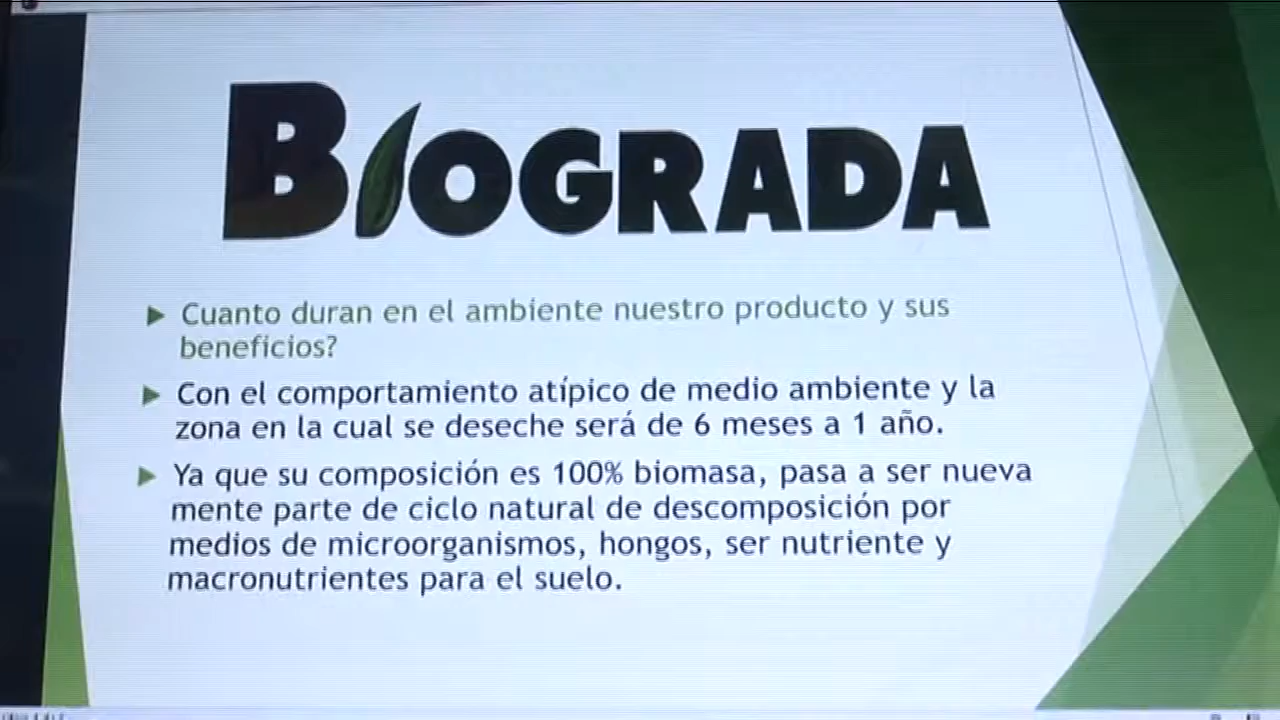 BIOGRADA
Cuanto duran en el ambiente nuestro producto y sus
beneficios?
Con el comportamiento atípico de medio ambiente y la
zona en la cual se deseche será de 6 meses a 1 año.
Ya que su composición es 100% biomasa, pasa a ser nueva
mente parte de ciclo natural de descomposición por
medios de microorganismos, hongos, ser nutriente y
macronutrientes para el suelo.